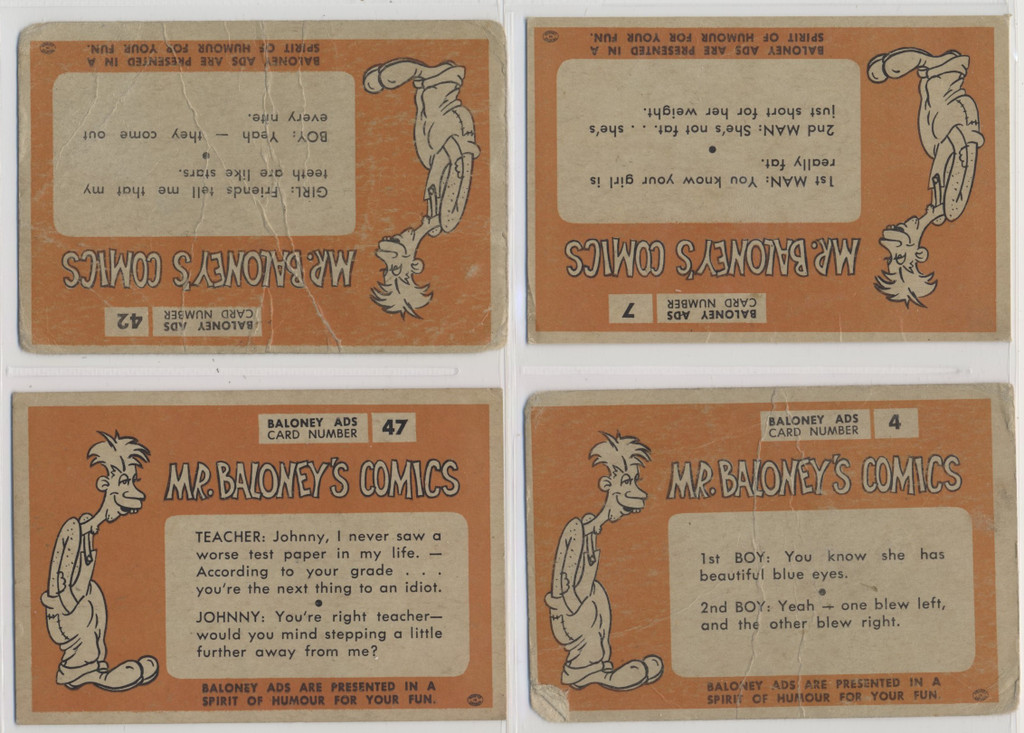 BALONEY ADS
CARD NUMBER
42
MR. BALONEY'S COMICS
GIRL: Friends tell me that my
teeth are like stars.
BOY: Yeah — they come out
every nite.
BALONEY ADS ARE PRESENTED IN A
SPIRIT OF HUMOUR FOR YOUR FUN.
BALONEY ADS
CARD NUMBER
7
MR. BALONEY'S COMICS
1st MAN: You know your girl is
really fat.
2nd MAN: She's not fat. . . she's
just short for her weight.
BALONEY ADS ARE PRESENTED IN A
SPIRIT OF HUMOUR FOR YOUR FUN.
BALONEY ADS
CARD NUMBER
47
MR. BALONEY'S COMICS
TEACHER: Johnny, I never saw a
worse test paper in my life. —
According to your grade . . .
you're the next thing to an idiot.
JOHNNY: You're right teacher—
would you mind stepping a little
further away from me?
BALONEY ADS ARE PRESENTED IN A
SPIRIT OF HUMOUR FOR YOUR FUN.
BALONEY ADS
CARD NUMBER
4
MR. BALONEY'S COMICS
1st BOY: You know she has
beautiful blue eyes.
2nd BOY: Yeah — one blew left,
and the other blew right.
BALONEY ADS ARE PRESENTED IN A
SPIRIT OF HUMOUR FOR YOUR FUN.